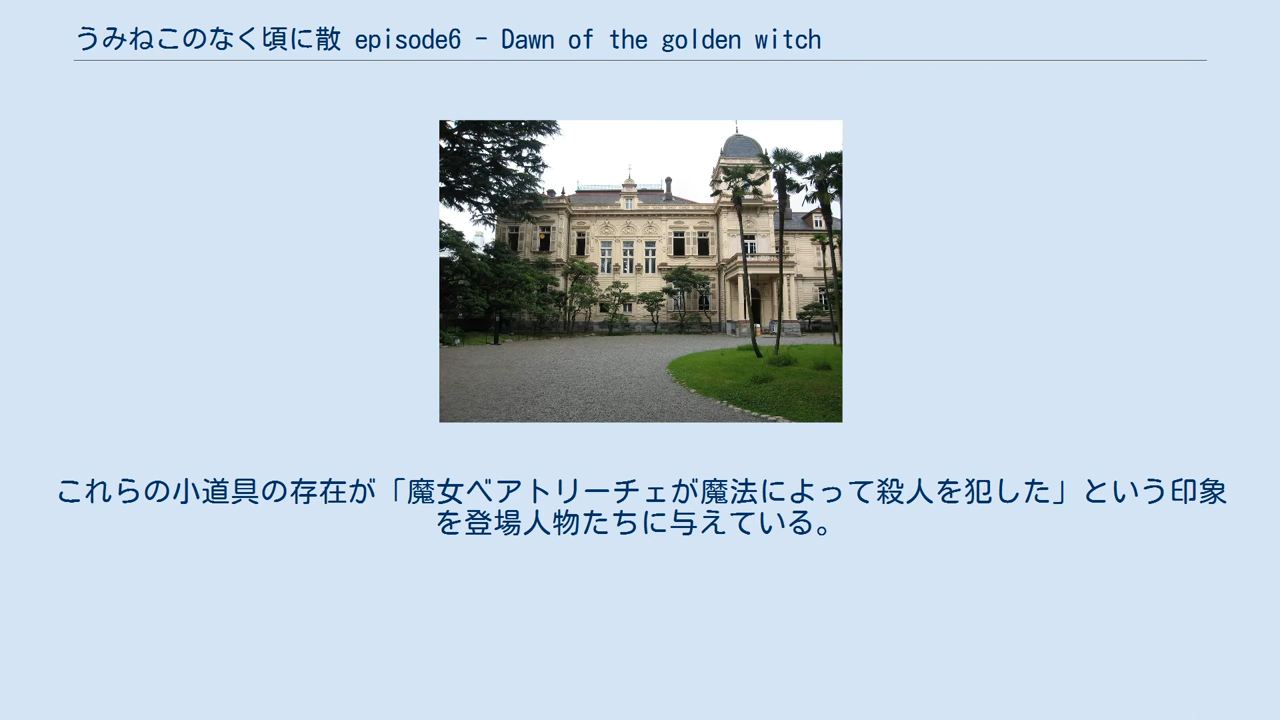 うみねこのなく頃に散 episode6 - Dawn of the golden witch
これらの小道具の存在が「魔女ベアトリーチェが魔法によって殺人を犯した」という印象
を登場人物たちに与えている。